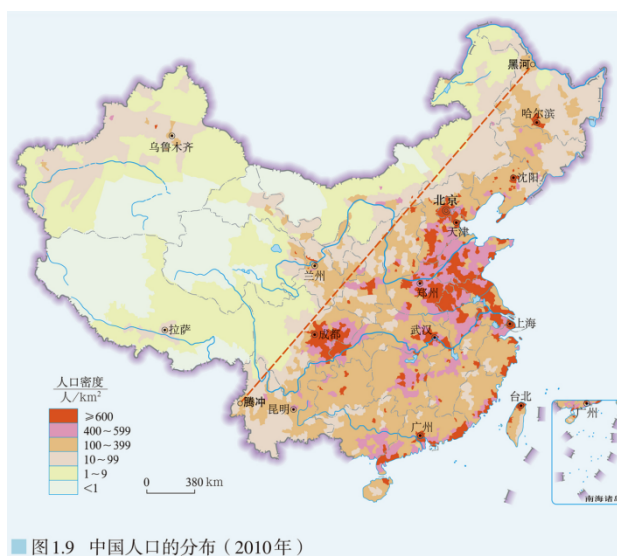 黑河
哈尔滨
乌鲁木齐
沈阳
北京
天津
兰州
郑州
拉萨
成都
武汉
上海
腾冲
昆明
台北
广州
广州
南海诸岛
人口密度
人/km²
≥600
400~599
100~399
10~99
1~9
<1
0 380 km
图1.9 中国人口的分布（2010年）